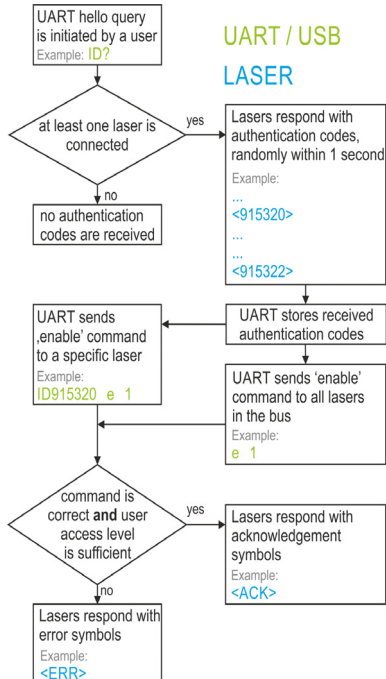 UART hello query
is initiated by a user
Example: ID?
UART / USB
LASER
at least one laser is
connected
yes
no
no authentication
codes are received
Lasers respond with
authentication codes,
randomly within 1 second
Example:
...
<915320>
...
...
<915322>
UART stores received
authentication codes
UART sends
‚enable’ command
to a specific laser
Example:
ID915320 e 1
UART sends ‘enable’
command to all lasers
in the bus
Example:
e 1
command is
correct and user
access level
is sufficient
yes
no
Lasers respond with
acknowledgement
symbols
Example:
<ACK>
Lasers respond with
error symbols
Example:
<ERR>